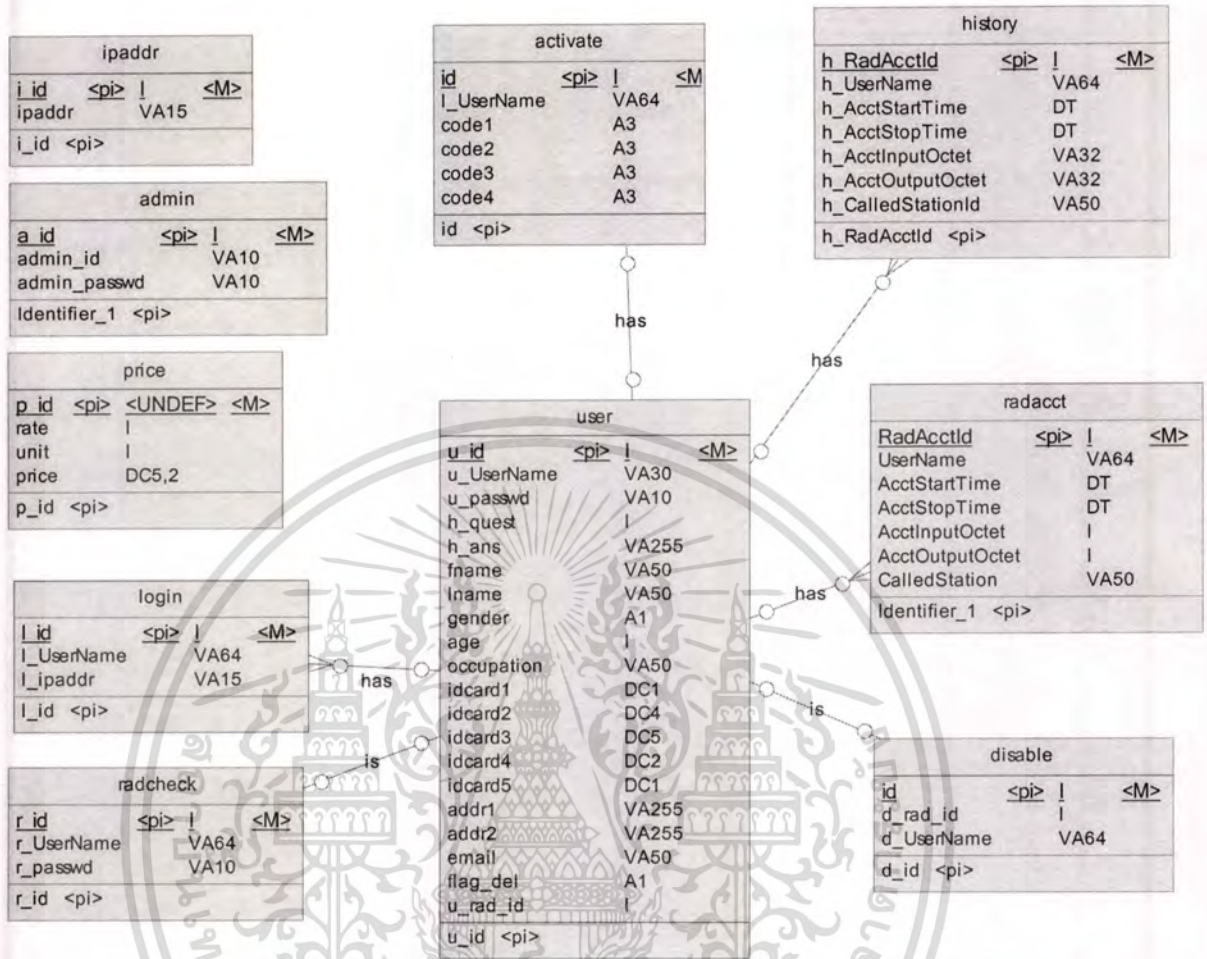 ipaddr
i_id <pi> I <M>
ipaddr VA15
i_id <pi>
admin
a_id <pi> I <M>
admin_id VA10
admin_passwd VA10
Identifier_1 <pi>
price
p_id <pi> <UNDEF> <M>
rate I
unit I
price DC5,2
p_id <pi>
login
l_id <pi> I <M>
l_UserName VA64
l_ipaddr VA15
l_id <pi>
radcheck
r_id <pi> I <M>
r_UserName VA64
r_passwd VA10
r_id <pi>
activate
id <pi> I <M
l_UserName VA64
code1 A3
code2 A3
code3 A3
code4 A3
id <pi>
has
user
u_id <pi> I <M>
u_UserName VA30
u_passwd VA10
h_quest I
h_ans VA255
fname VA50
lname VA50
gender A1
age I
occupation VA50
idcard1 DC1
idcard2 DC4
idcard3 DC5
idcard4 DC2
idcard5 DC1
addr1 VA255
addr2 VA255
email VA50
flag_del A1
u_rad_id I
u_id <pi>
has
is
history
h_RadAcctId <pi> I <M>
h_UserName VA64
h_AcctStartTime DT
h_AcctStopTime DT
h_AcctInputOctet VA32
h_AcctOutputOctet VA32
h_CalledStationId VA50
h_RadAcctId <pi>
has
radacct
RadAcctId <pi> I <M>
UserName VA64
AcctStartTime DT
AcctStopTime DT
AcctInputOctet I
AcctOutputOctet I
CalledStation VA50
Identifier_1 <pi>
has
is
disable
id <pi> I <M>
d_rad_id I
d_UserName VA64
d_id <pi>